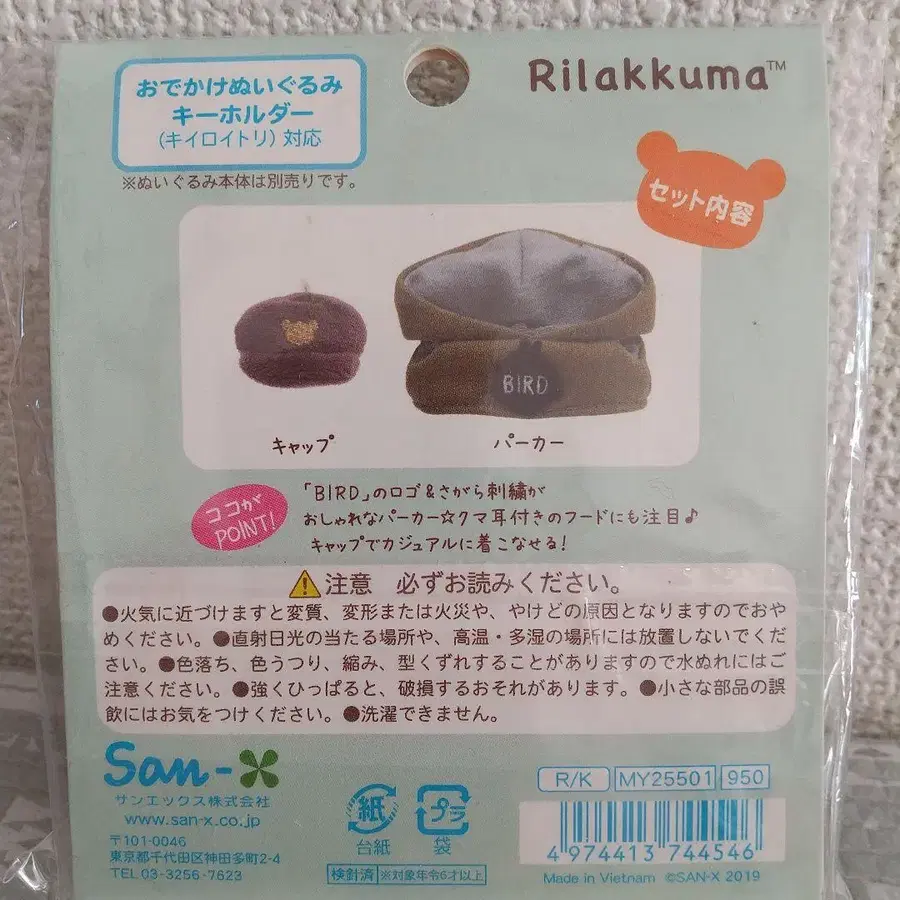 おでかけぬいぐるみ
キーホルダー
(キイロイトリ) 対応
※ぬいぐるみ本体は別売りです。
Rilakkuma™
セット内容
BIRD
キャップ
パーカー
ココが
POINT!
「BIRD」のロゴ&さがら刺繍が
おしゃれなパーカー☆クマ耳付きのフードにも注目♪
キャップでカジュアルに着こなせる!
注意 必ずお読みください。
●火気に近づけますと変質、変形または火災や、やけどの原因となりますのでおや
めください。●直射日光の当たる場所や、高温・多湿の場所には放置しないでくだ
さい。●色落ち、色うつり、縮み、型くずれすることがありますので水ぬれにはご
注意ください。●強くひっぱると、破損するおそれがあります。●小さな部品の誤
飲にはお気をつけください。●洗濯できません。
San-X
サンエックス株式会社
www.san-x.co.jp
〒101-0046
東京都千代田区神田多町2-4
TEL 03-3256-7623
紙
台紙
プラ
袋
検針済 ※対象年令6才以上
R/K MY25501 950
4 974413 744546
Made in Vietnam ©SAN-X 2019